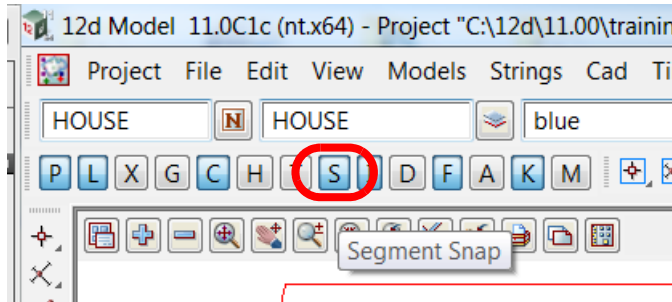 12d Model 11.0C1c (nt.x64) - Project "C:\12d\11.00\trainin
Project File Edit View Models Strings Cad Ti
HOUSE N HOUSE blue
P L X G C H S D F A K M
Segment Snap